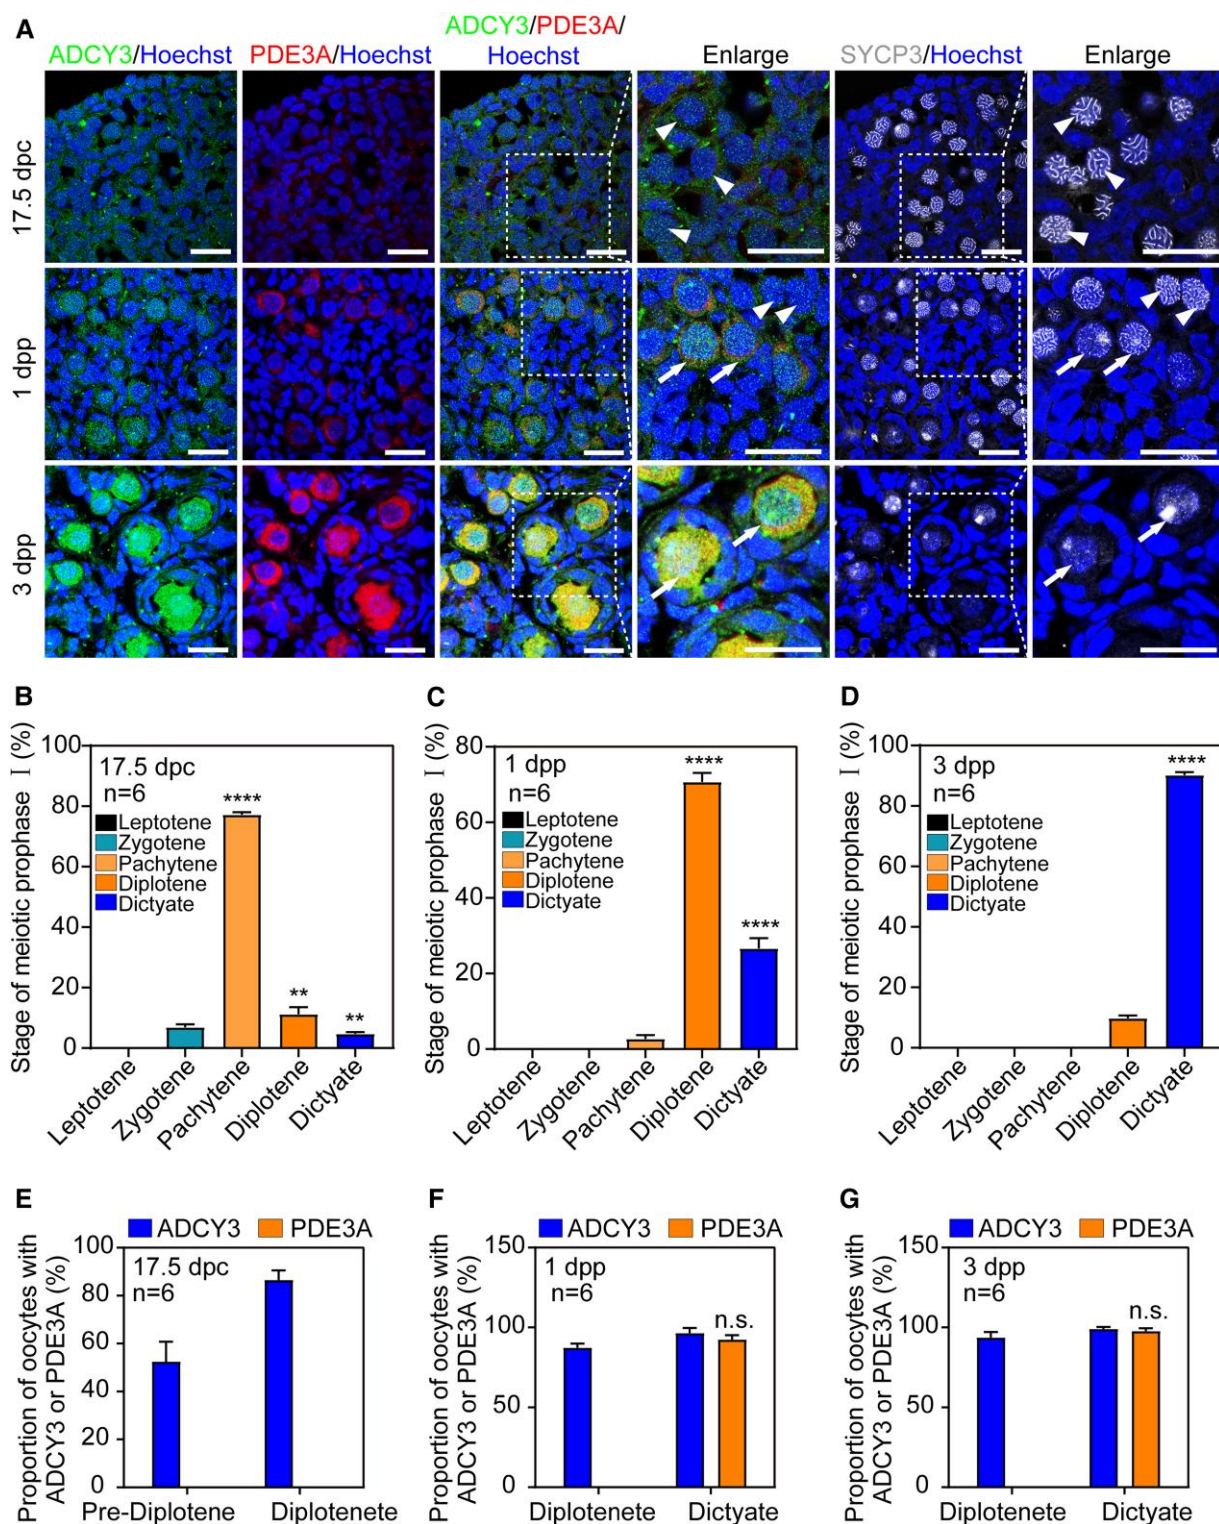 A
ADCY3/Hoechst
PDE3A/Hoechst
ADCY3/PDE3A/
Hoechst
Enlarge
SYCP3/Hoechst
Enlarge
17.5 dpc
1 dpp
3 dpp
B
Stage of meiotic prophase I (%)
100
80
60
40
20
0
17.5 dpc
n=6
Leptotene
Zygotene
Pachytene
Diplotene
Dictyate
****
**
**
Leptotene
Zygotene
Pachytene
Diplotene
Dictyate
C
Stage of meiotic prophase I (%)
80
60
40
20
0
1 dpp
n=6
Leptotene
Zygotene
Pachytene
Diplotene
Dictyate
****
****
Leptotene
Zygotene
Pachytene
Diplotene
Dictyate
D
Stage of meiotic prophase I (%)
100
80
60
40
20
0
3 dpp
n=6
Leptotene
Zygotene
Pachytene
Diplotene
Dictyate
****
Leptotene
Zygotene
Pachytene
Diplotene
Dictyate
E
ADCY3 PDE3A
Proportion of oocytes with
ADCY3 or PDE3A (%)
100
80
60
40
20
0
17.5 dpc
n=6
Pre-Diplotene
Diplotenete
F
ADCY3 PDE3A
Proportion of oocytes with
ADCY3 or PDE3A (%)
150
100
50
0
1 dpp
n=6
n.s.
Diplotenete
Dictyate
G
ADCY3 PDE3A
Proportion of oocytes with
ADCY3 or PDE3A (%)
150
100
50
0
3 dpp
n=6
n.s.
Diplotenete
Dictyate